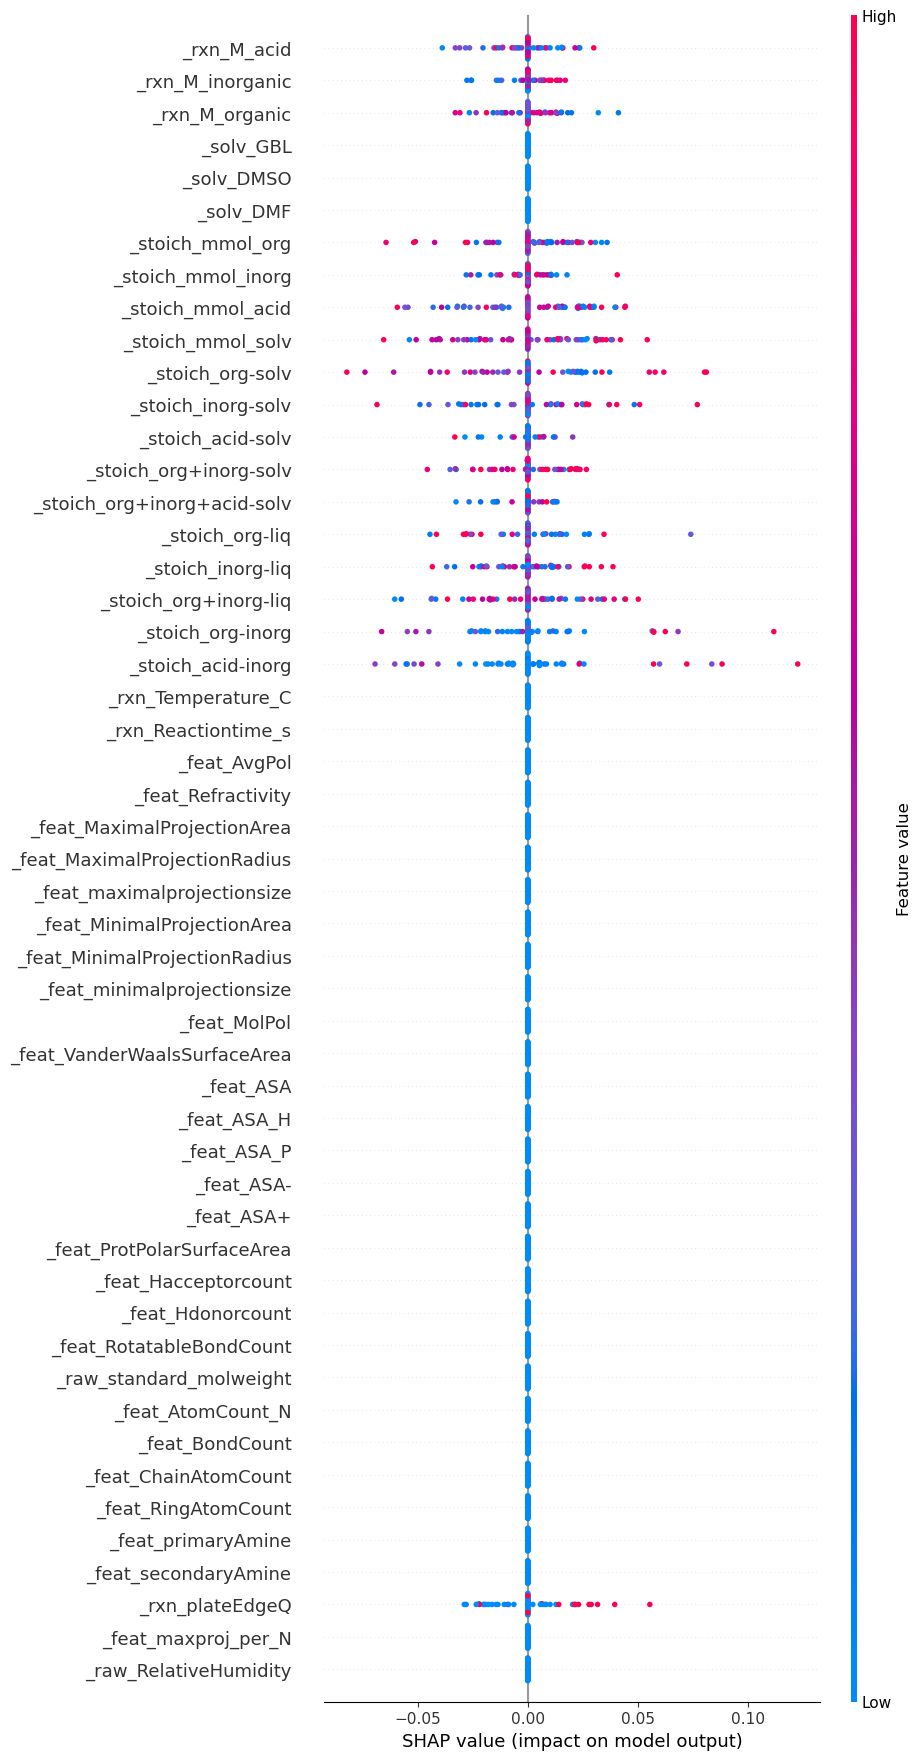 High
_rxn_M_acid
_rxn_M_inorganic
_rxn_M_organic
_solv_GBL
_solv_DMSO
_solv_DMF
_stoich_mmol_org
_stoich_mmol_inorg
_stoich_mmol_acid
_stoich_mmol_solv
_stoich_org-solv
_stoich_inorg-solv
_stoich_acid-solv
_stoich_org+inorg-solv
_stoich_org+inorg+acid-solv
_stoich_org-liq
_stoich_inorg-liq
_stoich_org+inorg-liq
_stoich_org-inorg
_stoich_acid-inorg
_rxn_Temperature_C
_rxn_Reactiontime_s
_feat_AvgPol
_feat_Refractivity
_feat_MaximalProjectionArea
_feat_MaximalProjectionRadius
_feat_maximalprojectionsize
_feat_MinimalProjectionArea
_feat_MinimalProjectionRadius
_feat_minimalprojectionsize
_feat_MolPol
_feat_VanderWaalsSurfaceArea
_feat_ASA
_feat_ASA_H
_feat_ASA_P
_feat_ASA-
_feat_ASA+
_feat_ProtPolarSurfaceArea
_feat_Hacceptorcount
_feat_Hdonorcount
_feat_RotatableBondCount
_raw_standard_molweight
_feat_AtomCount_N
_feat_BondCount
_feat_ChainAtomCount
_feat_RingAtomCount
_feat_primaryAmine
_feat_secondaryAmine
_rxn_plateEdgeQ
_feat_maxproj_per_N
_raw_RelativeHumidity
Feature value
Low
−0.05 0.00 0.05 0.10
SHAP value (impact on model output)